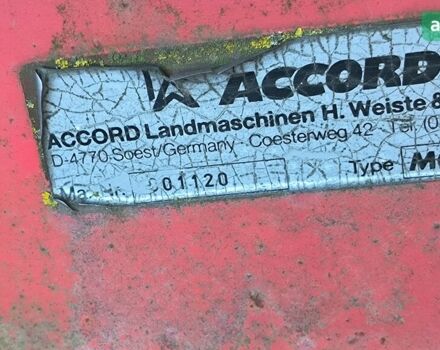 ACCORD
ACCORD Landmaschinen H. Weiste &
D-4770 Soest/Germany · Coesterweg 42 · Tel. (0
01120
Type M